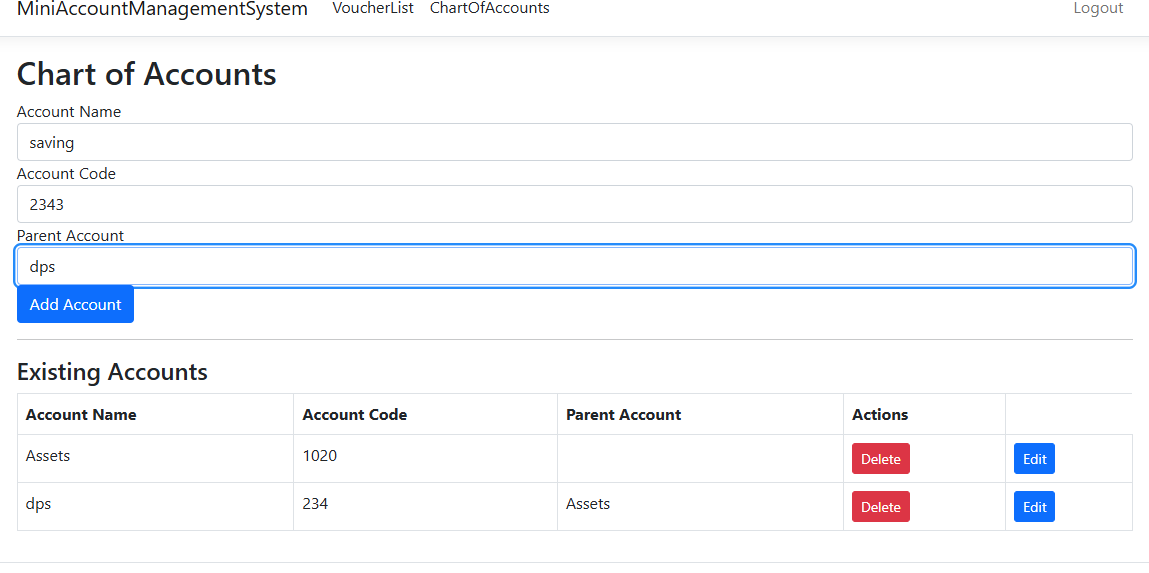 MiniAccountManagementSystem VoucherList ChartOfAccounts Logout
Chart of Accounts
Account Name
saving
Account Code
2343
Parent Account
dps
Add Account
Existing Accounts
Account Name Account Code Parent Account Actions
Assets 1020 Delete Edit
dps 234 Assets Delete Edit